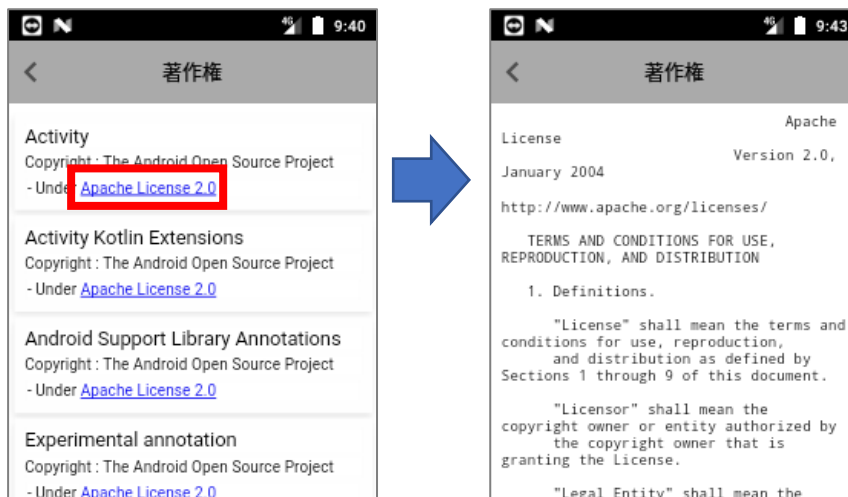 4G 9:40
著作権
Activity
Copyright : The Android Open Source Project
- Under Apache License 2.0
Activity Kotlin Extensions
Copyright : The Android Open Source Project
- Under Apache License 2.0
Android Support Library Annotations
Copyright : The Android Open Source Project
- Under Apache License 2.0
Experimental annotation
Copyright : The Android Open Source Project
- Under Apache License 2.0
4G 9:43
著作権
Apache
License
Version 2.0,
January 2004
http://www.apache.org/licenses/
TERMS AND CONDITIONS FOR USE,
REPRODUCTION, AND DISTRIBUTION
1. Definitions.
"License" shall mean the terms and
conditions for use, reproduction,
and distribution as defined by
Sections 1 through 9 of this document.
"Licensor" shall mean the
copyright owner or entity authorized by
the copyright owner that is
granting the License.
"Legal Entity" shall mean the